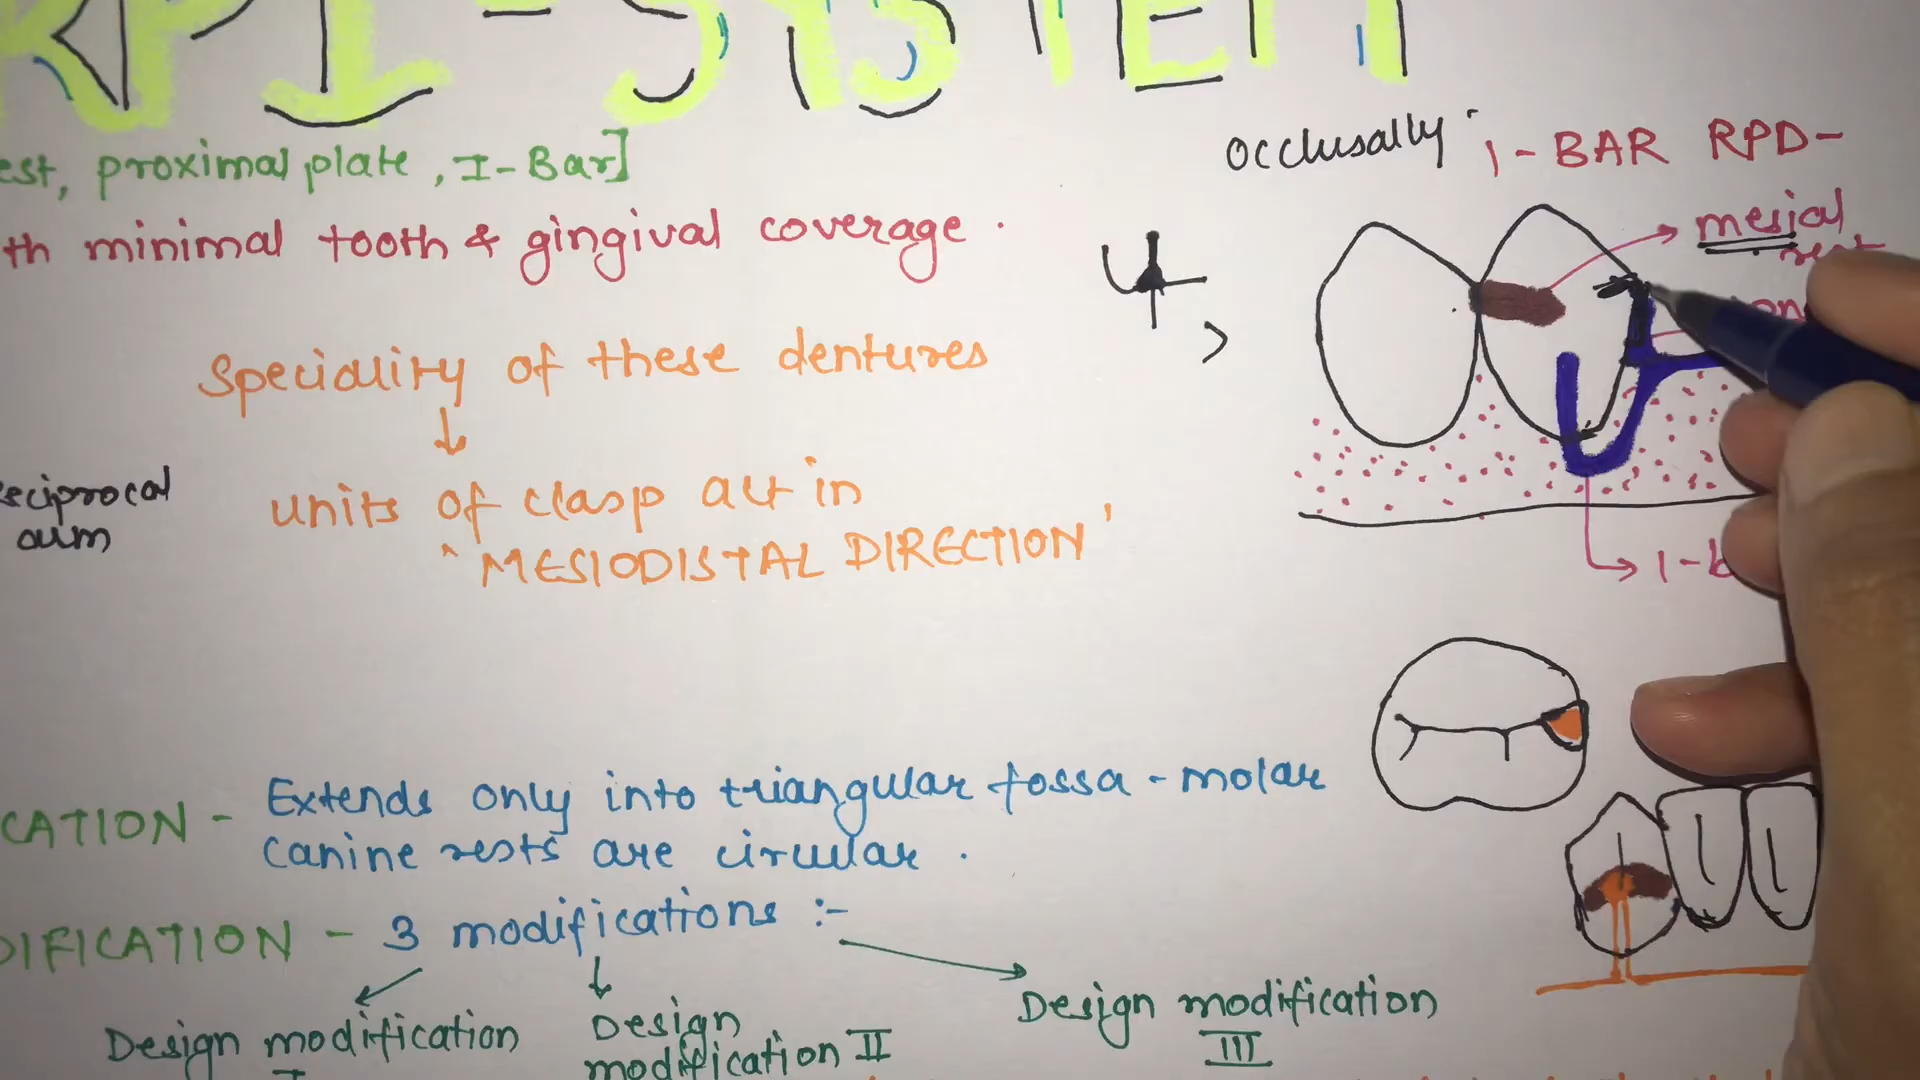 RPI-SYSTEM
est, proximal plate, I-Bar]
th minimal tooth & gingival coverage.
Occlusally
I-BAR RPD-
mesial
rest
Speciality of these dentures
↓
units of clasp act in
'MESIODISTAL DIRECTION'
reciprocal
arm
I-b
CATION - Extends only into triangular fossa - molar
canine rests are circular.
DIFICATION - 3 modifications :-
Design modification
I
Design
modification II
Design modification
III